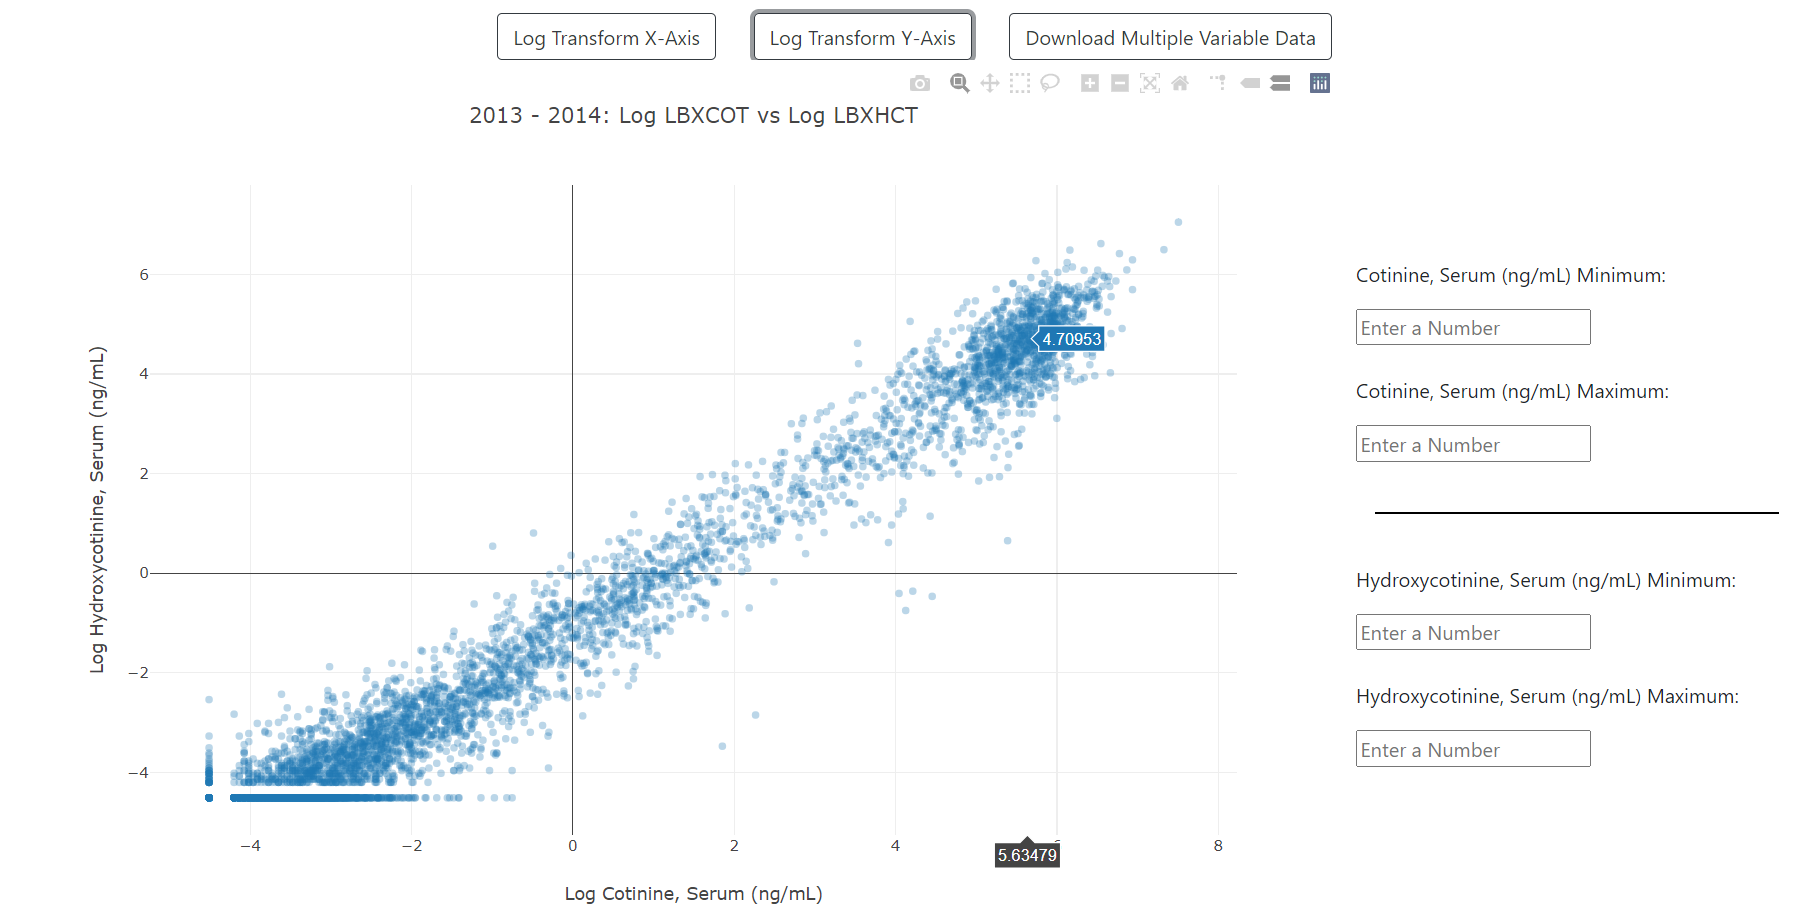 Log Transform X-Axis
Log Transform Y-Axis
Download Multiple Variable Data
2013 - 2014: Log LBXCOT vs Log LBXHCT
Log Hydroxycotinine, Serum (ng/mL)
6
4
2
0
−2
−4
4.70953
−4
−2
0
2
4
8
5.63479
Log Cotinine, Serum (ng/mL)
Cotinine, Serum (ng/mL) Minimum:
Enter a Number
Cotinine, Serum (ng/mL) Maximum:
Enter a Number
Hydroxycotinine, Serum (ng/mL) Minimum:
Enter a Number
Hydroxycotinine, Serum (ng/mL) Maximum:
Enter a Number